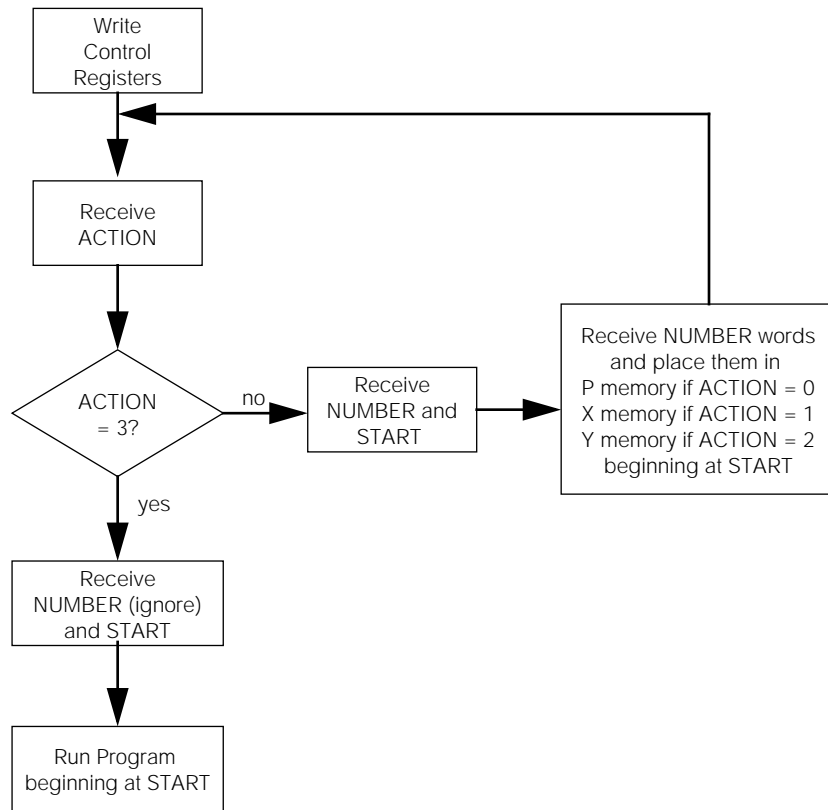 Write
Control
Registers
Receive
ACTION
ACTION
= 3?
no
Receive
NUMBER and
START
Receive NUMBER words
and place them in
P memory if ACTION = 0
X memory if ACTION = 1
Y memory if ACTION = 2
beginning at START
yes
Receive
NUMBER (ignore)
and START
Run Program
beginning at START